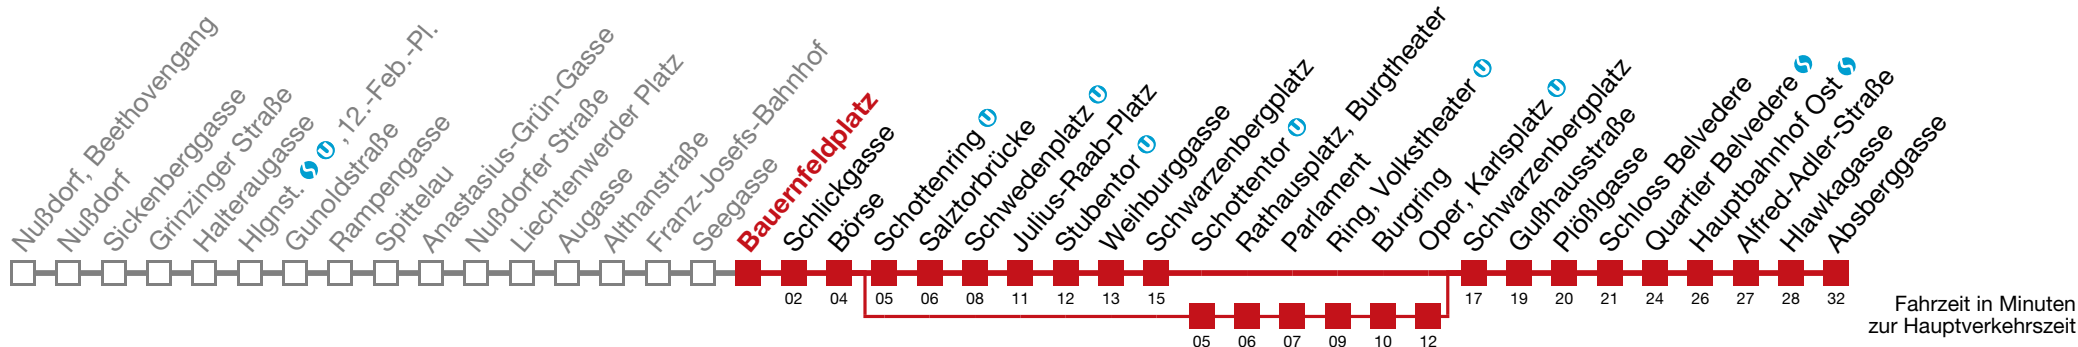 Nußdorf, Beethovengang
Nußdorf
Sickenberggasse
Grinzinger Straße
Halteraugasse
Hlgnst. S U , 12.-Feb.-Pl.
Gunoldstraße
Rampengasse
Spittelau
Anastasius-Grün-Gasse
Nußdorfer Straße
Liechtenwerder Platz
Augasse
Althanstraße
Franz-Josefs-Bahnhof
Seegasse
Bauernfeldplatz
Schlickgasse
Börse
Schottenring U
Salztorbrücke
Schwedenplatz U
Julius-Raab-Platz
Stubentor U
Weihburggasse
Schwarzenbergplatz
Schottentor U
Rathausplatz, Burgtheater
Parlament
Ring, Volkstheater U
Burgring
Oper, Karlsplatz U
Schwarzenbergplatz
Gußhausstraße
Plößlgasse
Schloss Belvedere
Quartier Belvedere S
Hauptbahnhof Ost S
Alfred-Adler-Straße
Hlawkagasse
Absberggasse
02 04 05 06 08 11 12 13 15 17 19 20 21 24 26 27 28 32
05 06 07 09 10 12
Fahrzeit in Minuten
zur Hauptverkehrszeit